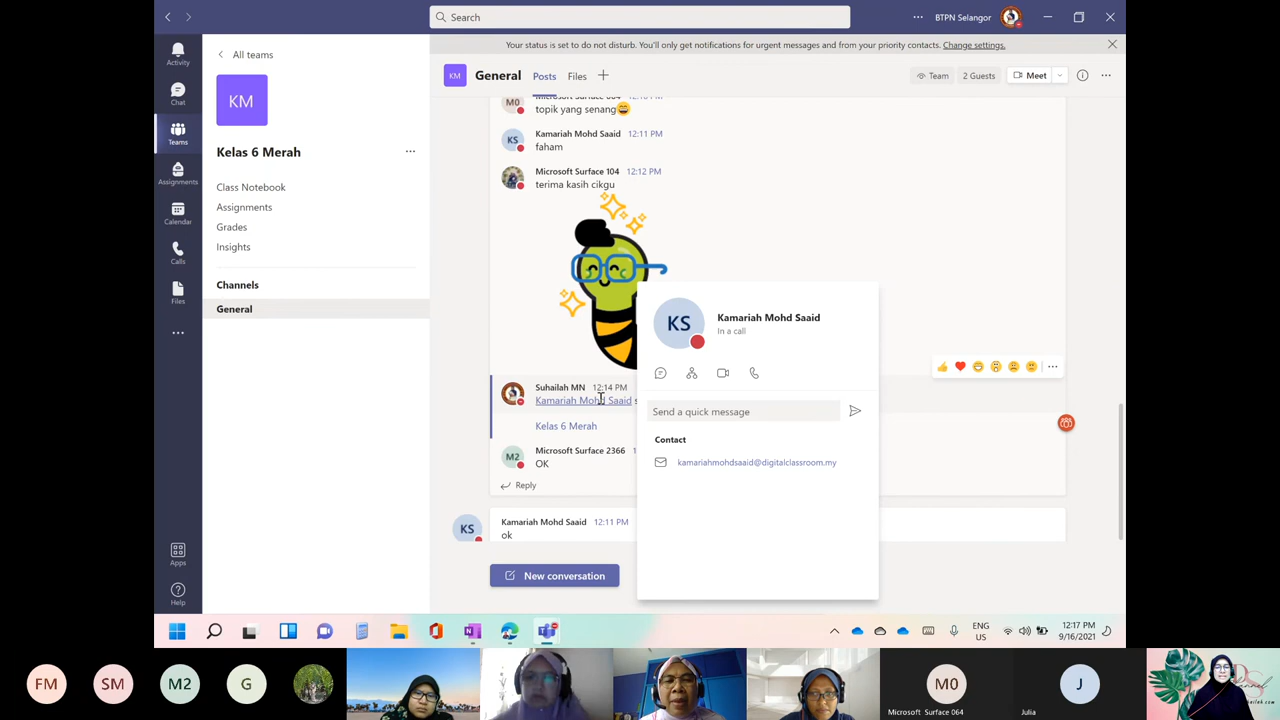 Search
BTPN Selangor
Your status is set to do not disturb. You'll only get notifications for urgent messages and from your priority contacts. Change settings.
Activity
Chat
Teams
Assignments
Calendar
Calls
Files
Apps
Help
All teams
KM
Kelas 6 Merah
Class Notebook
Assignments
Grades
Insights
Channels
General
KM
General
Posts
Files
Team
2 Guests
Meet
M0
topik yang senang
KS
Kamariah Mohd Saaid 12:11 PM
faham
Microsoft Surface 104 12:12 PM
terima kasih cikgu
Suhailah MN 12:14 PM
Kamariah Mohd Saaid
Kelas 6 Merah
M2
Microsoft Surface 2366
OK
Reply
KS
Kamariah Mohd Saaid 12:11 PM
ok
New conversation
KS
Kamariah Mohd Saaid
In a call
Send a quick message
Contact
kamariahmohdsaaid@digitalclassroom.my
ENG
US
12:17 PM
9/16/2021
FM
SM
M2
G
M0
Microsoft Surface 064
J
Julia